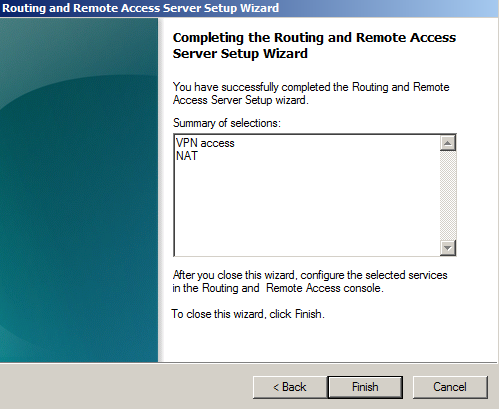 Routing and Remote Access Server Setup Wizard
Completing the Routing and Remote Access
Server Setup Wizard
You have successfully completed the Routing and Remote
Access Server Setup wizard.
Summary of selections:
VPN access
NAT
After you close this wizard, configure the selected services
in the Routing and Remote Access console.
To close this wizard, click Finish.
< Back
Finish
Cancel